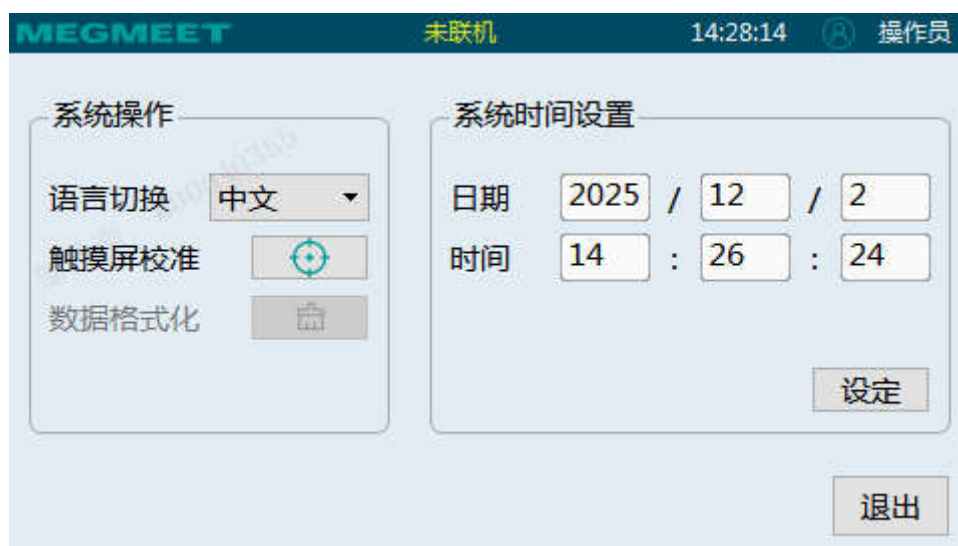 MEGMEET 未联机 14:28:14 操作员
系统操作
语言切换 中文
触摸屏校准
数据格式化
系统时间设置
日期 2025 / 12 / 2
时间 14 : 26 : 24
设定
退出